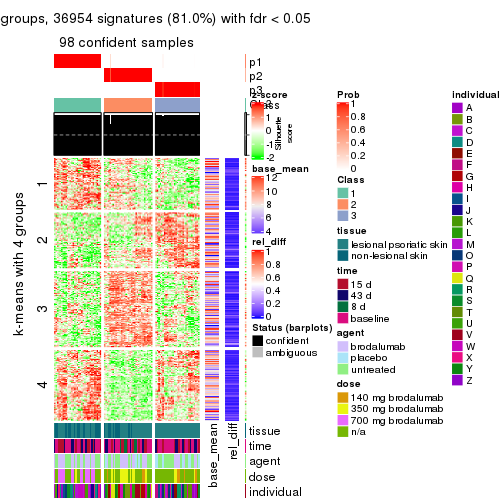 groups, 36954 signatures (81.0%) with fdr < 0.05
98 confident samples
p1
p2
p3
Class
z-score
2
1
0
-1
-2
Silhouette
score
k-means with 4 groups
1
2
3
4
base_mean
12
10
8
6
4
rel_diff
1
0.8
0.6
0.4
0.2
0
Status (barplots)
confident
ambiguous
tissue
time
agent
dose
individual
base_mean
rel_diff
Prob
1
0.8
0.6
0.4
0.2
0
Class
1
2
3
tissue
lesional psoriatic skin
non-lesional skin
time
15 d
43 d
8 d
baseline
agent
brodalumab
placebo
untreated
dose
140 mg brodalumab
350 mg brodalumab
700 mg brodalumab
n/a
individual
A
B
C
D
E
F
G
H
I
J
K
L
M
O
P
Q
R
S
T
U
V
W
X
Y
Z